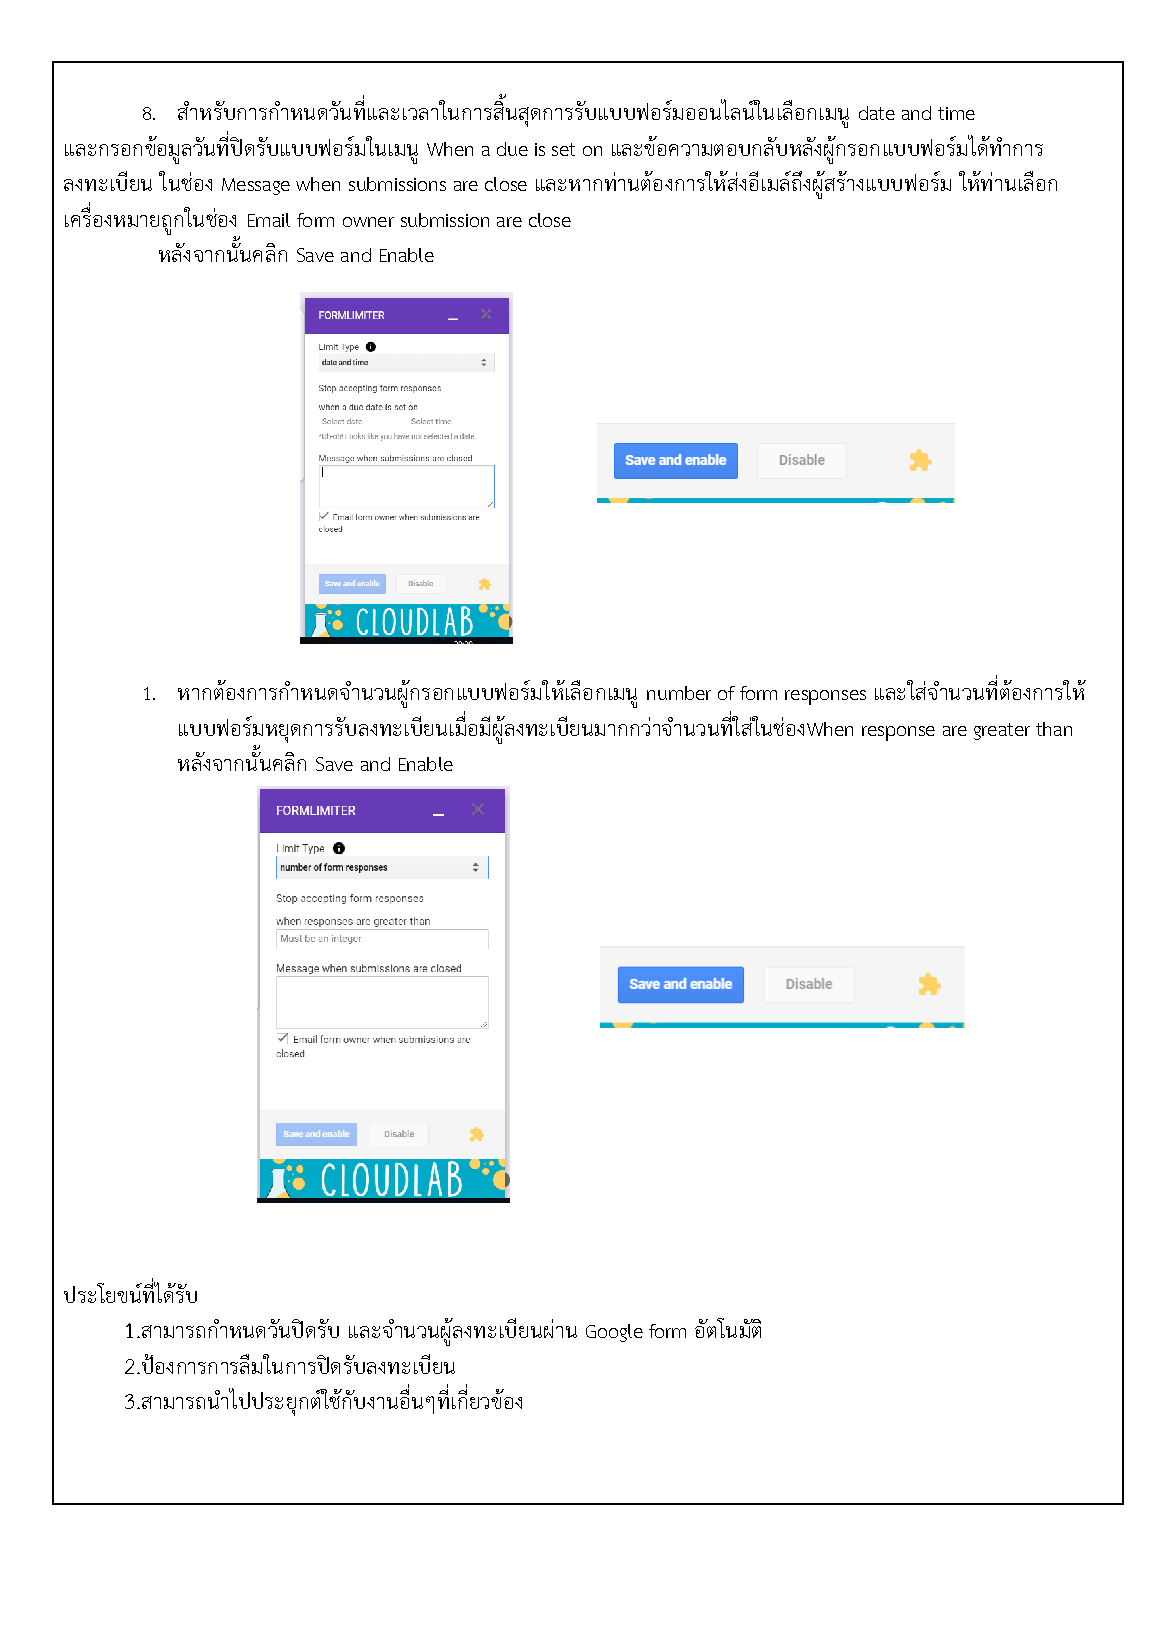 8. สำหรับการกำหนดวันที่และเวลาในการสิ้นสุดการรับแบบฟอร์มออนไลน์ในเลือกเมนู date and time
และกรอกข้อมูลวันที่ปิดรับแบบฟอร์มในเมนู When a due is set on และข้อความตอบกลับหลังผู้กรอกแบบฟอร์มได้ทำการ
ลงทะเบียน ในช่อง Message when submissions are close และหากท่านต้องการให้ส่งอีเมล์ถึงผู้สร้างแบบฟอร์ม ให้ท่านเลือก
เครื่องหมายถูกในช่อง Email form owner submission are close
หลังจากนั้นคลิก Save and Enable
FORMLIMITER
Limit Type
date and time
Stop accepting form responses
when a due date is set on
Select date Select time
*Uh-oh! Looks like you have not selected a date.
Message when submissions are closed
Email form owner when submissions are
closed
Save and enable Disable
CLOUDLAB
Save and enable Disable
1. หากต้องการกำหนดจำนวนผู้กรอกแบบฟอร์มให้เลือกเมนู number of form responses และใส่จำนวนที่ต้องการให้
แบบฟอร์มหยุดการรับลงทะเบียนเมื่อมีผู้ลงทะเบียนมากกว่าจำนวนที่ใส่ในช่องWhen response are greater than
หลังจากนั้นคลิก Save and Enable
FORMLIMITER
Limit Type
number of form responses
Stop accepting form responses
when responses are greater than
Must be an integer
Message when submissions are closed
Email form owner when submissions are
closed
Save and enable Disable
CLOUDLAB
Save and enable Disable
ประโยชน์ที่ได้รับ
1.สามารถกำหนดวันปิดรับ และจำนวนผู้ลงทะเบียนผ่าน Google form อัตโนมัติ
2.ป้องการการลืมในการปิดรับลงทะเบียน
3.สามารถนำไปประยุกต์ใช้กับงานอื่นๆที่เกี่ยวข้อง